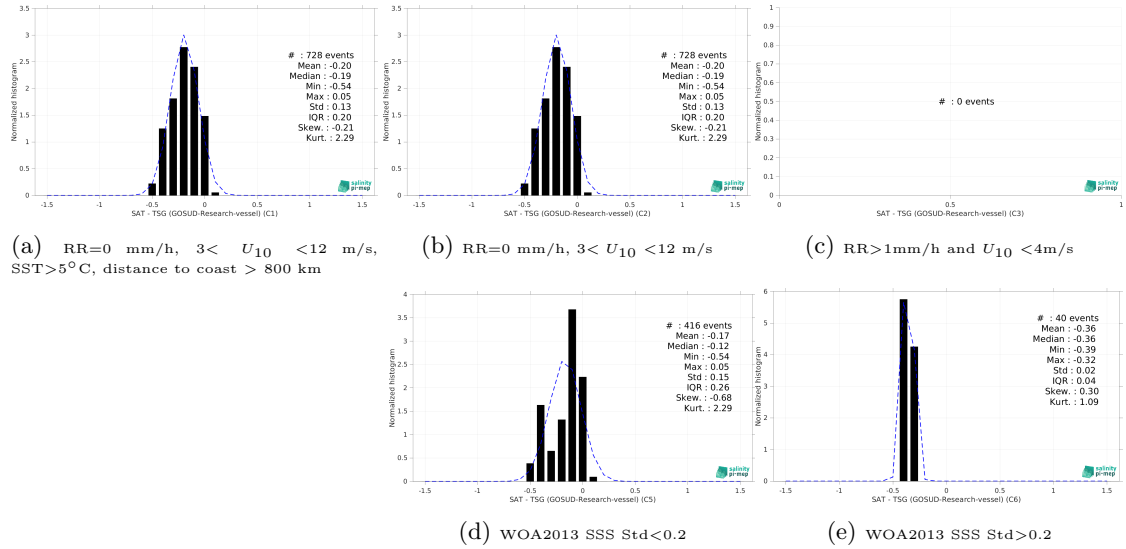 3.5
3
2.5
2
1.5
1
0.5
0
Normalized histogram
# : 728 events
Mean : -0.20
Median : -0.19
Min : -0.54
Max : 0.05
Std : 0.13
IQR : 0.20
Skew. : -0.21
Kurt. : 2.29
salinity
pi-mep
-1.5 -1 -0.5 0 0.5 1 1.5
SAT - TSG (GOSUD-Research-vessel) (C1)
(a) RR=0 mm/h, 3< U10 <12 m/s,
SST>5°C, distance to coast > 800 km
3.5
3
2.5
2
1.5
1
0.5
0
Normalized histogram
# : 728 events
Mean : -0.20
Median : -0.19
Min : -0.54
Max : 0.05
Std : 0.13
IQR : 0.20
Skew. : -0.21
Kurt. : 2.29
salinity
pi-mep
-1.5 -1 -0.5 0 0.5 1 1.5
SAT - TSG (GOSUD-Research-vessel) (C2)
(b) RR=0 mm/h, 3< U10 <12 m/s
1
0.9
0.8
0.7
0.6
0.5
0.4
0.3
0.2
0.1
0
Normalized histogram
# : 0 events
salinity
pi-mep
0 0.5 1
SAT - TSG (GOSUD-Research-vessel) (C3)
(c) RR>1mm/h and U10 <4m/s
4
3.5
3
2.5
2
1.5
1
0.5
0
Normalized histogram
# : 416 events
Mean : -0.17
Median : -0.12
Min : -0.54
Max : 0.05
Std : 0.15
IQR : 0.26
Skew. : -0.68
Kurt. : 2.29
salinity
pi-mep
-1.5 -1 -0.5 0 0.5 1 1.5
SAT - TSG (GOSUD-Research-vessel) (C5)
(d) WOA2013 SSS Std<0.2
6
5
4
3
2
1
0
Normalized histogram
# : 40 events
Mean : -0.36
Median : -0.36
Min : -0.39
Max : -0.32
Std : 0.02
IQR : 0.04
Skew. : 0.30
Kurt. : 1.09
salinity
pi-mep
-1.5 -1 -0.5 0 0.5 1 1.5
SAT - TSG (GOSUD-Research-vessel) (C6)
(e) WOA2013 SSS Std>0.2